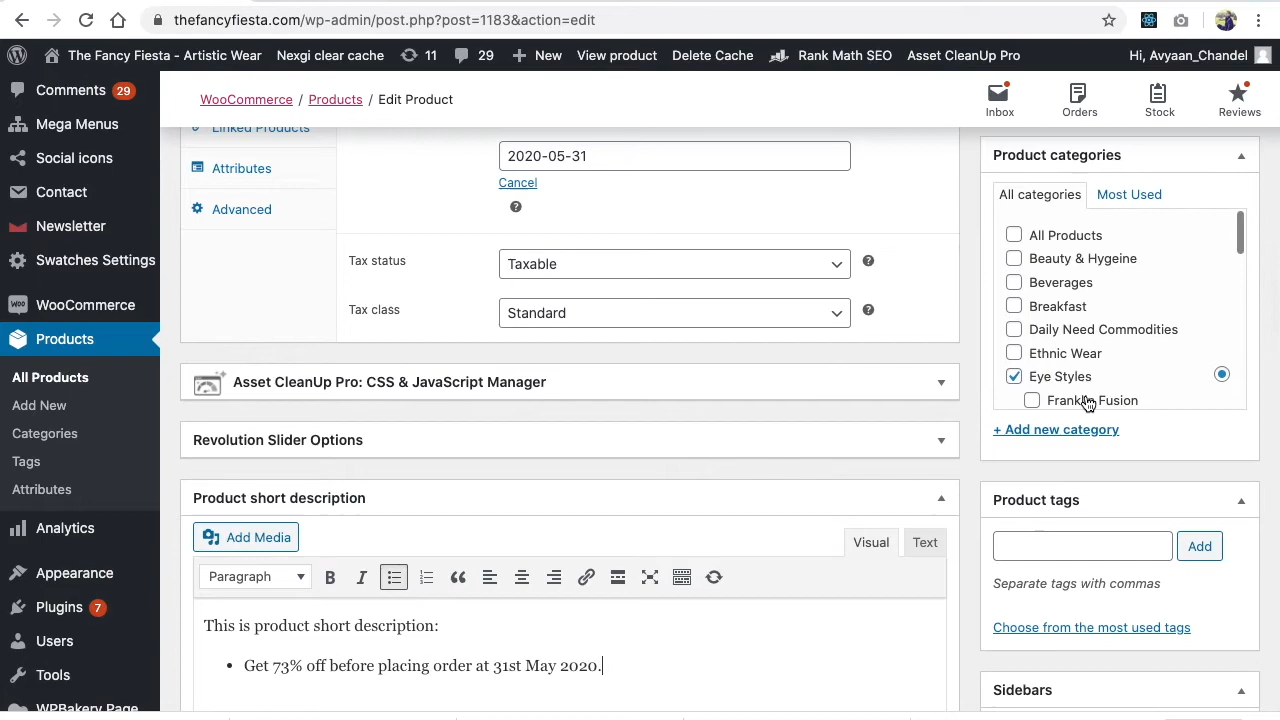 thefancyfiesta.com/wp-admin/post.php?post=1183&action=edit
The Fancy Fiesta - Artistic Wear
Nexgi clear cache
11
29
New
View product
Delete Cache
Rank Math SEO
Asset CleanUp Pro
Hi, Avyaan_Chandel
Comments 29
Mega Menus
Social icons
Contact
Newsletter
Swatches Settings
WooCommerce
Products
All Products
Add New
Categories
Tags
Attributes
Analytics
Appearance
Plugins 7
Users
Tools
WPBakery Page
WooCommerce / Products / Edit Product
Inbox
Orders
Stock
Reviews
Linked Products
Attributes
Advanced
2020-05-31
Cancel
Tax status
Taxable
Tax class
Standard
Asset CleanUp Pro: CSS & JavaScript Manager
Revolution Slider Options
Product short description
Add Media
Visual
Text
Paragraph
B
I
This is product short description:
• Get 73% off before placing order at 31st May 2020.
Product categories
All categories
Most Used
All Products
Beauty & Hygeine
Beverages
Breakfast
Daily Need Commodities
Ethnic Wear
Eye Styles
Fusion
+ Add new category
Product tags
Add
Separate tags with commas
Choose from the most used tags
Sidebars